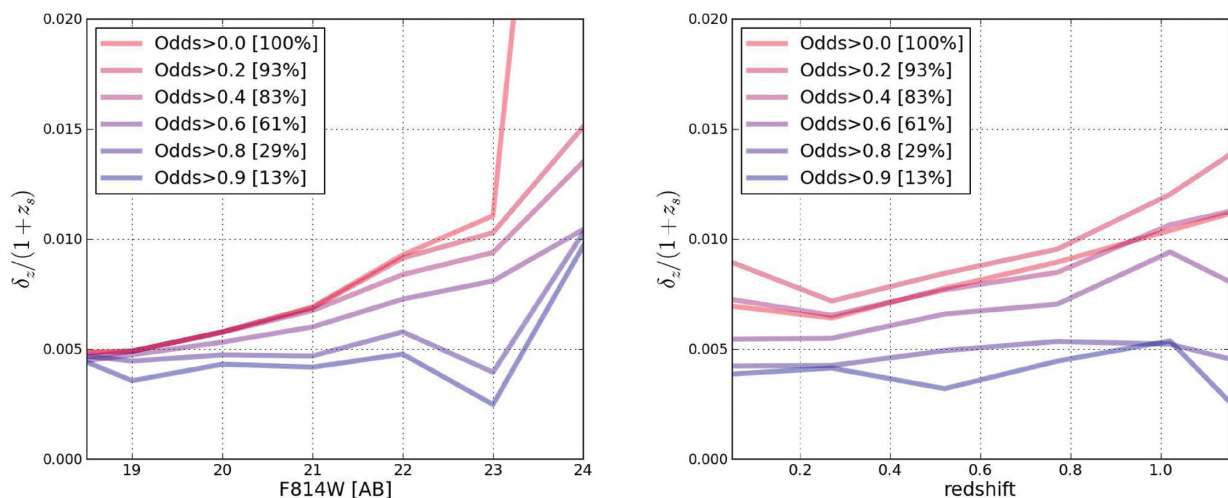 0.020
0.015
0.010
0.005
0.000
δz/(1 + zs)
Odds>0.0 [100%]
Odds>0.2 [93%]
Odds>0.4 [83%]
Odds>0.6 [61%]
Odds>0.8 [29%]
Odds>0.9 [13%]
19 20 21 22 23 24
F814W [AB]
0.020
0.015
0.010
0.005
0.000
δz/(1 + zs)
Odds>0.0 [100%]
Odds>0.2 [93%]
Odds>0.4 [83%]
Odds>0.6 [61%]
Odds>0.8 [29%]
Odds>0.9 [13%]
0.2 0.4 0.6 0.8 1.0
redshift